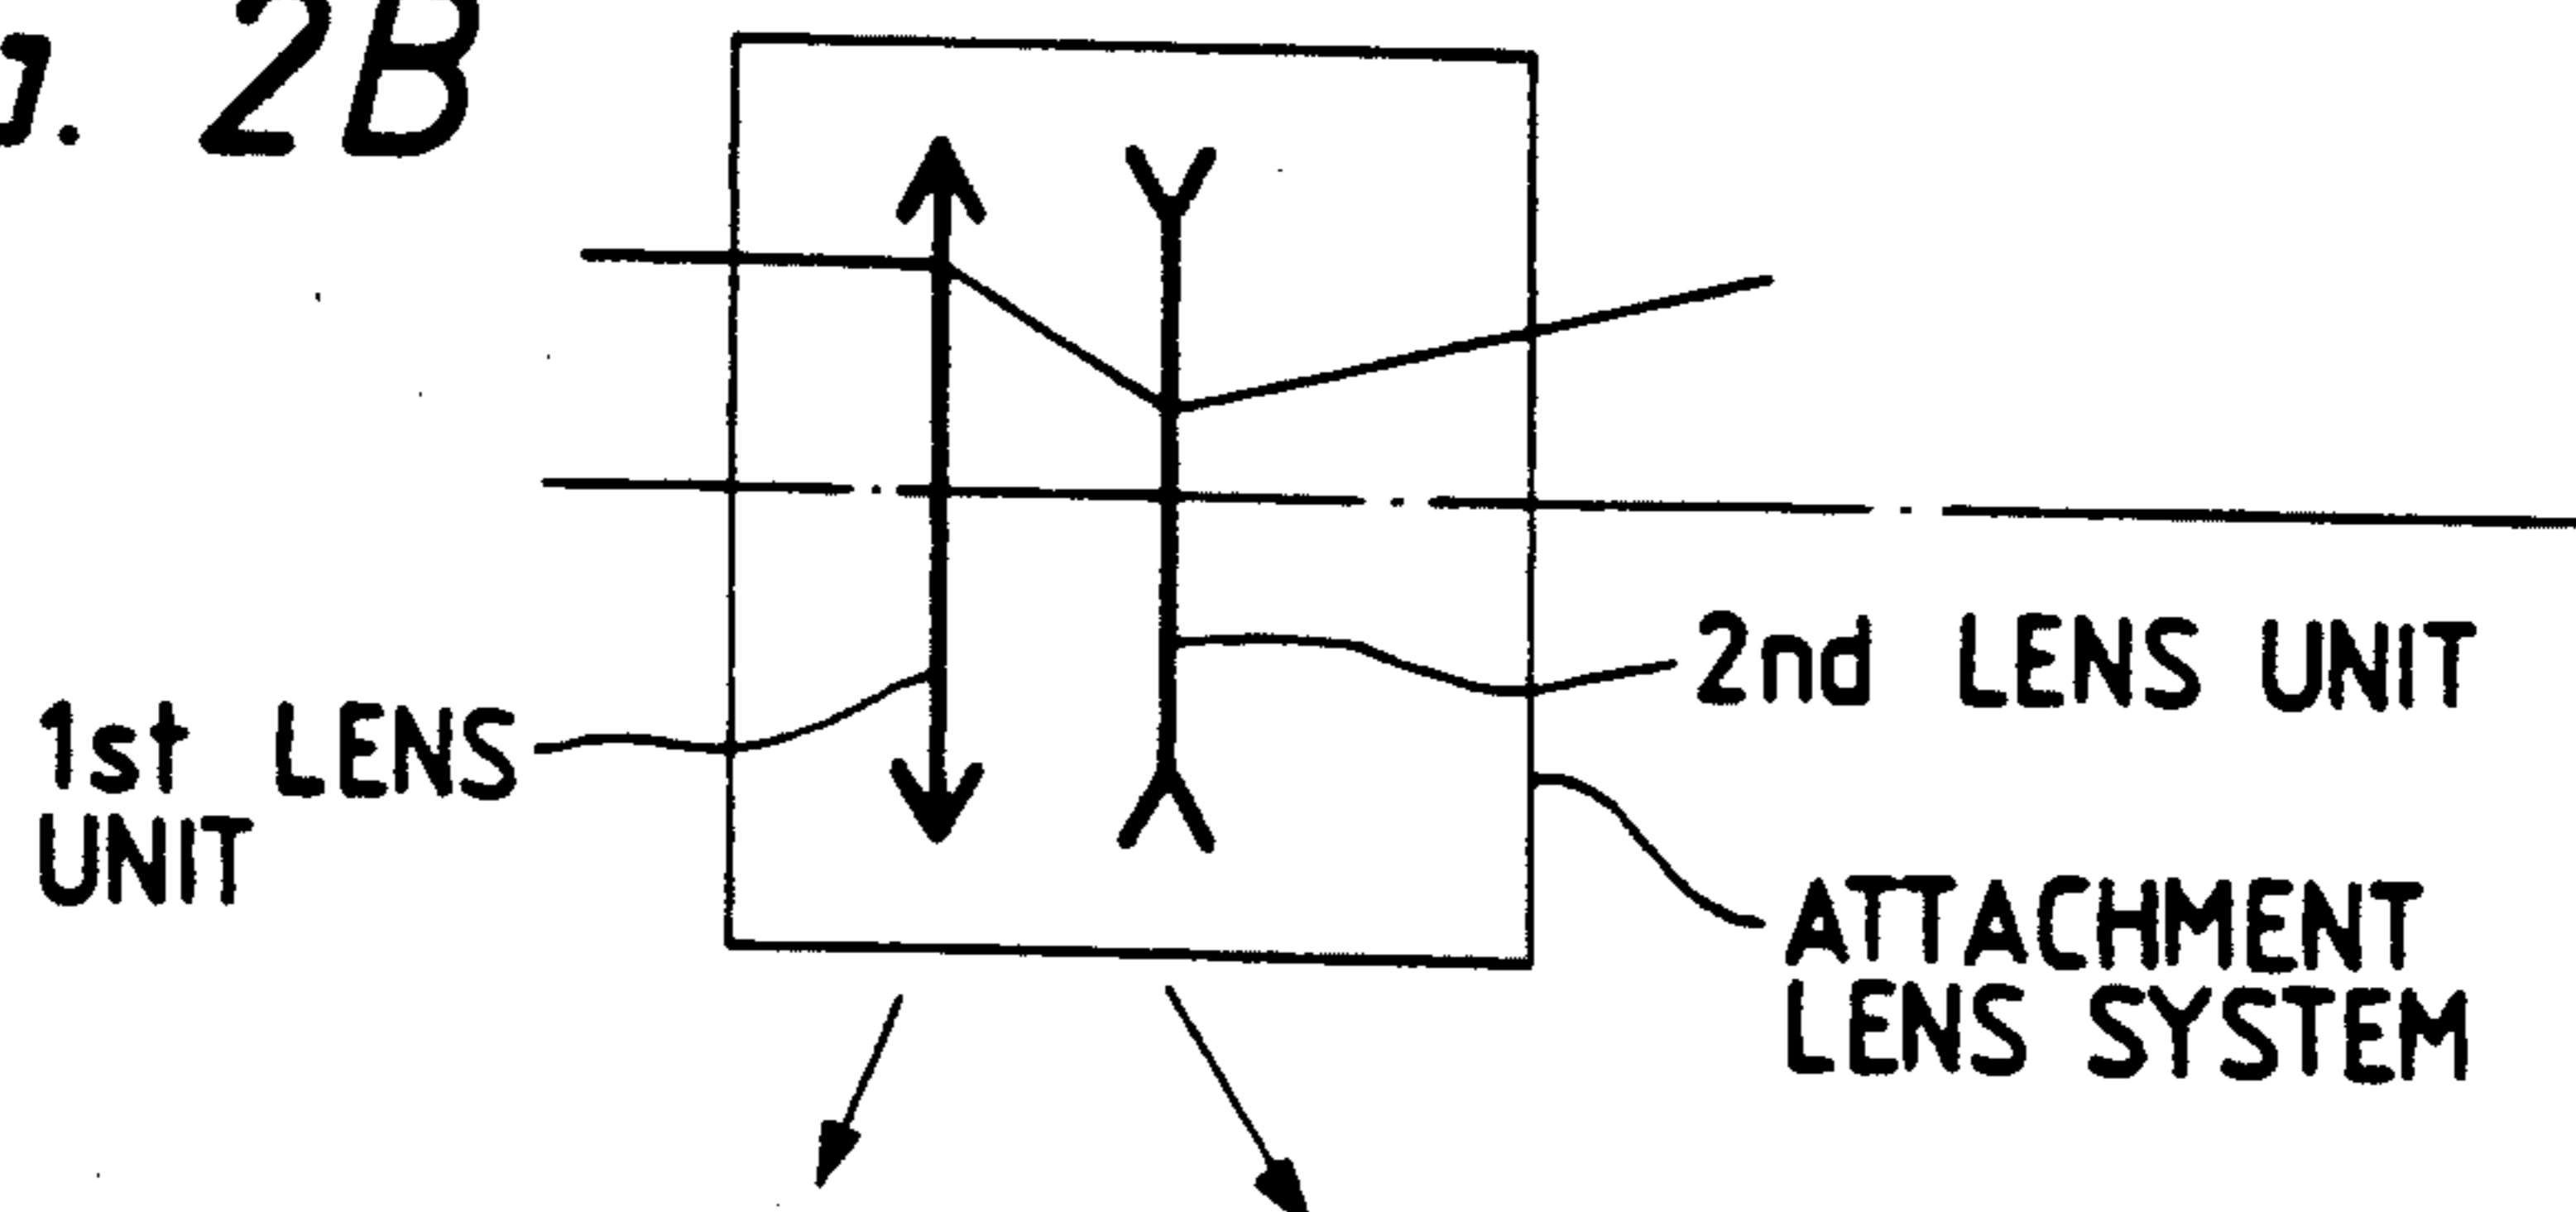 2B
1st LENS
UNIT
2nd LENS UNIT
ATTACHMENT
LENS SYSTEM